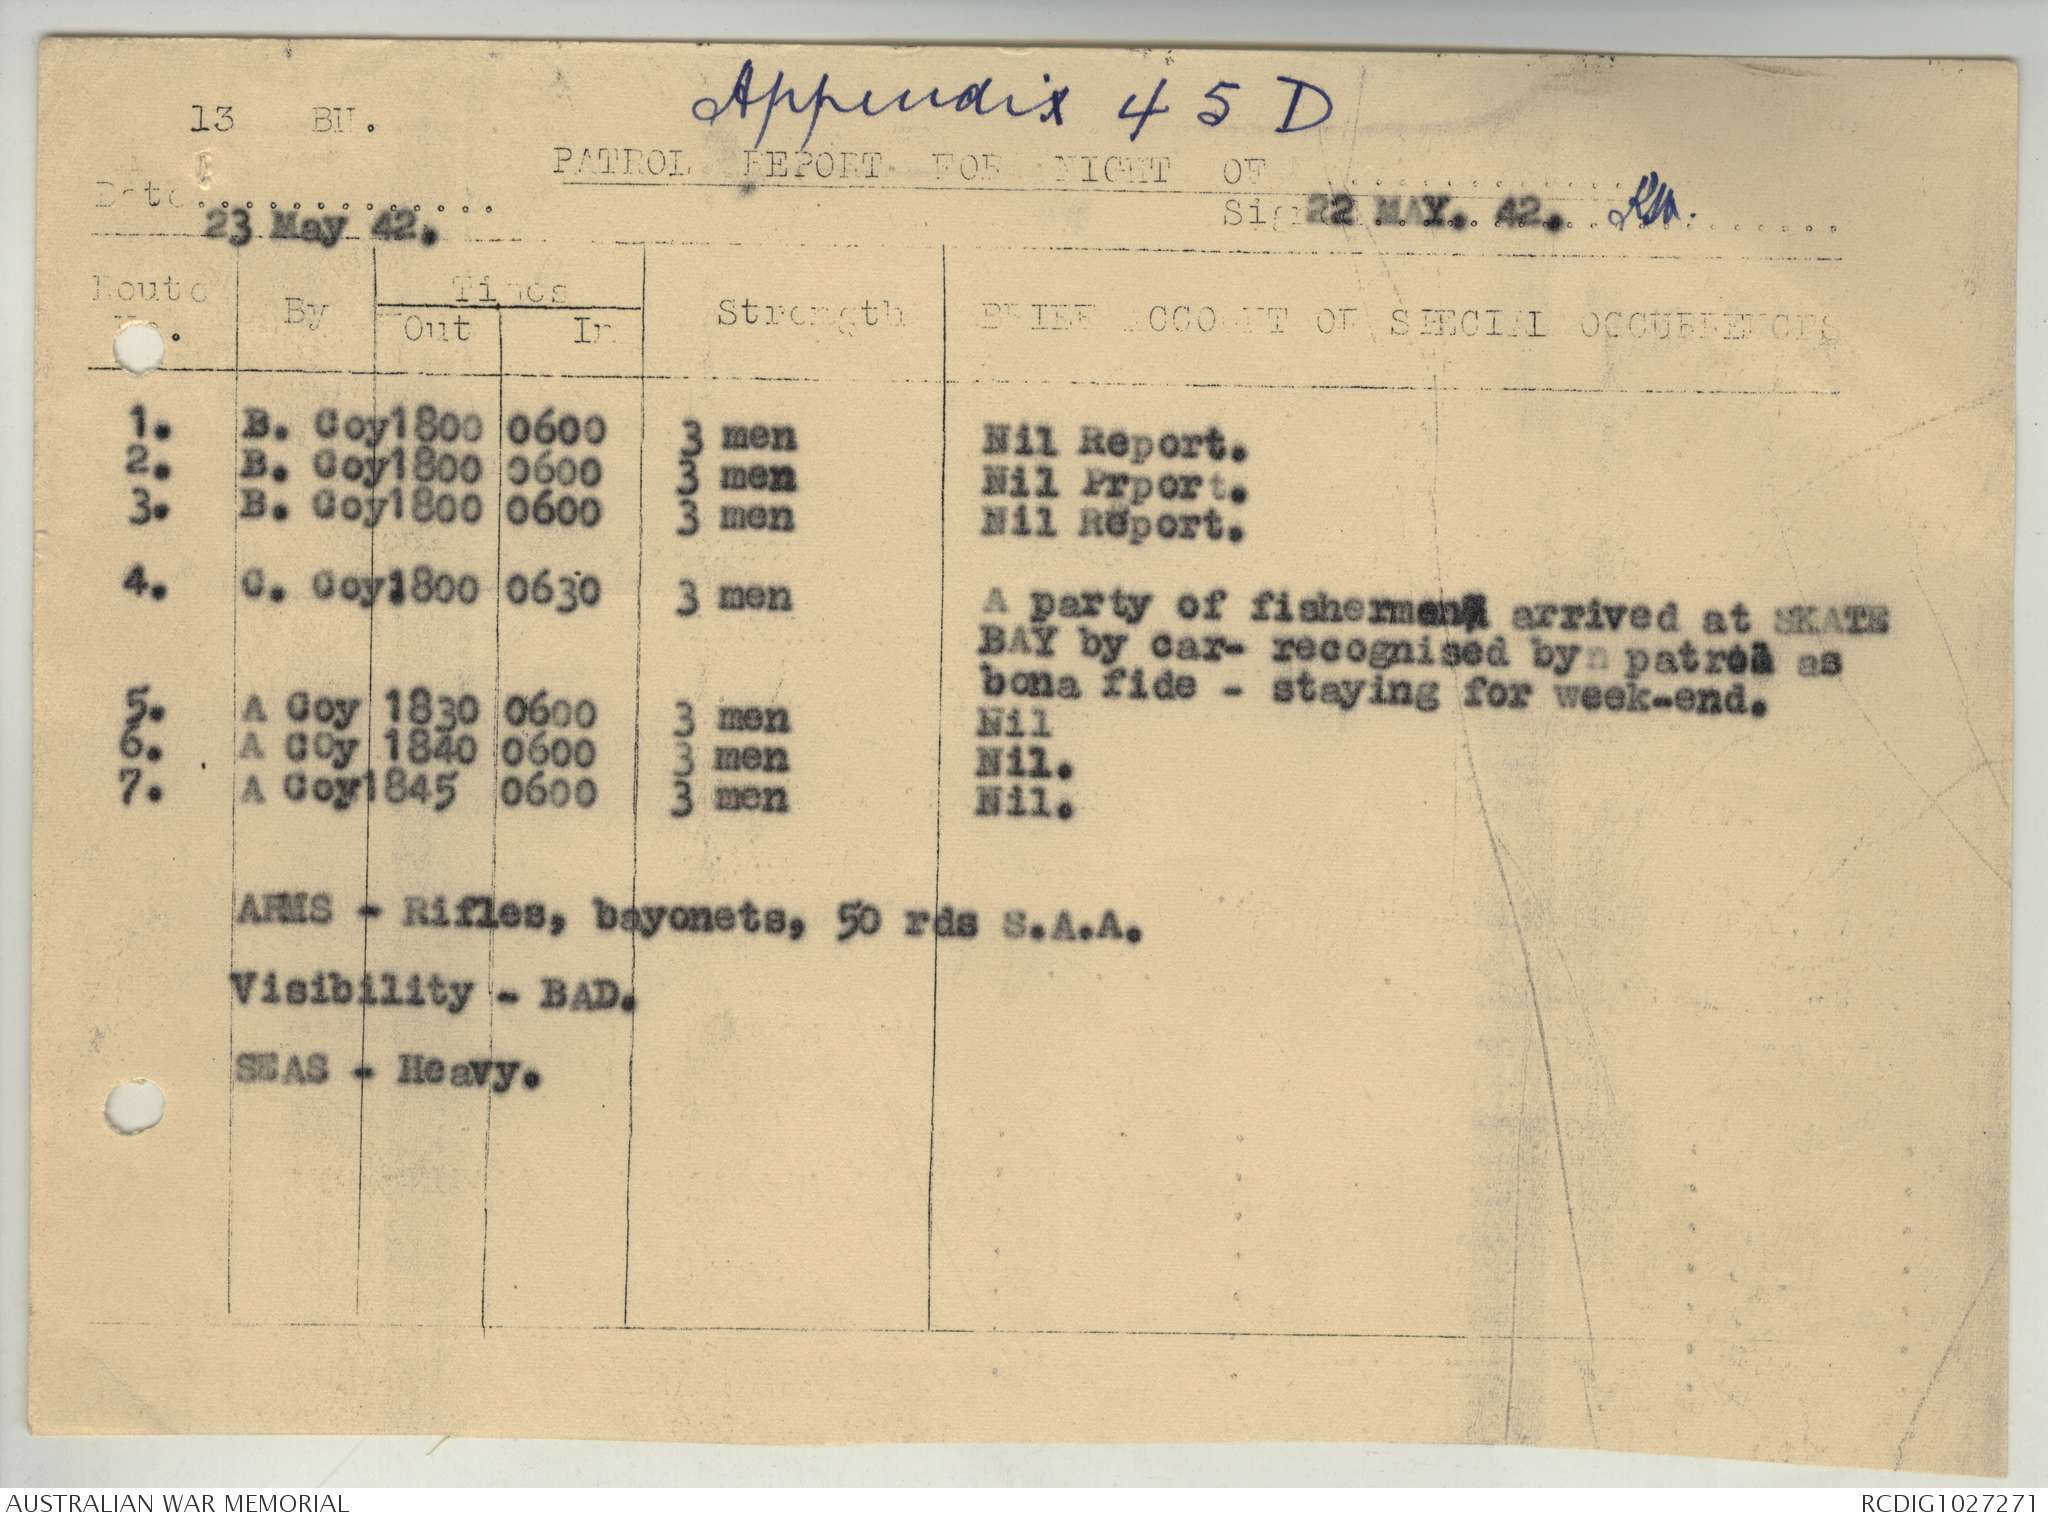 Appendix 45D
13 BN.
PATROL REPORT FOR NIGHT OF ..............
Date..............
23 May 42.
Signed 22 MAY. 42.
Route No. By Times Out In Strength BRIEF ACCOUNT OF SPECIAL OCCURRENCES
1. B. Coy 1800 0600 3 men Nil Report.
2. B. Coy 1800 0600 3 men Nil Prport.
3. B. Coy 1800 0600 3 men Nil Report.
4. C. Coy. 1800 0630 3 men A party of fishermen arrived at SKATE
BAY by car- recognised by patrol as
bona fide - staying for week-end.
5. A Coy 1830 0600 3 men Nil
6. A COy 1840 0600 3 men Nil.
7. A Coy 1845 0600 3 men Nil.
ARMS - Rifles, bayonets, 50 rds S.A.A.
Visibility - BAD.
SEAS - Heavy.
AUSTRALIAN WAR MEMORIAL
RCDIG1027271